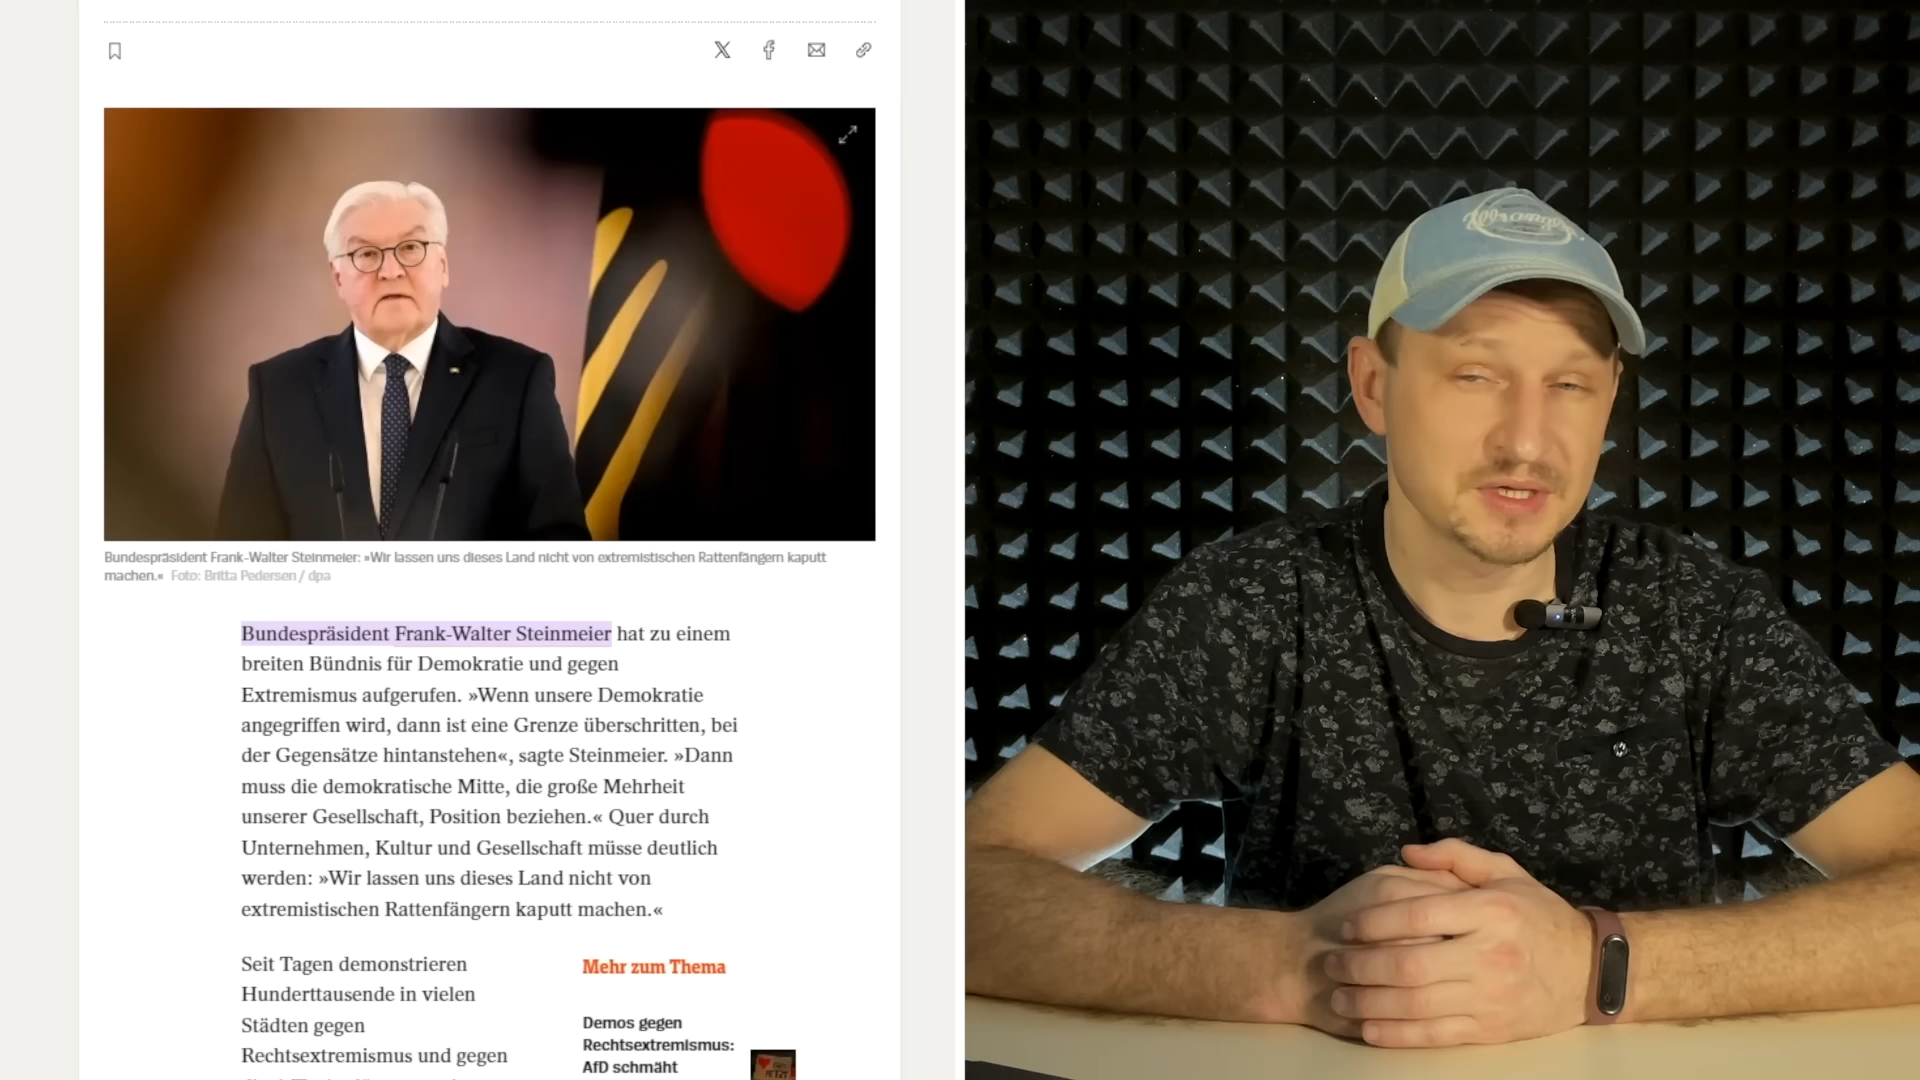 Bundespräsident Frank-Walter Steinmeier: »Wir lassen uns dieses Land nicht von extremistischen Rattenfängern kaputt
machen.« Foto: Britta Pedersen / dpa
Bundespräsident Frank-Walter Steinmeier hat zu einem
breiten Bündnis für Demokratie und gegen
Extremismus aufgerufen. »Wenn unsere Demokratie
angegriffen wird, dann ist eine Grenze überschritten, bei
der Gegensätze hintanstehen«, sagte Steinmeier. »Dann
muss die demokratische Mitte, die große Mehrheit
unserer Gesellschaft, Position beziehen.« Quer durch
Unternehmen, Kultur und Gesellschaft müsse deutlich
werden: »Wir lassen uns dieses Land nicht von
extremistischen Rattenfängern kaputt machen.«
Seit Tagen demonstrieren
Hunderttausende in vielen
Städten gegen
Rechtsextremismus und gegen
Mehr zum Thema
Demos gegen
Rechtsextremismus:
AfD schmäht